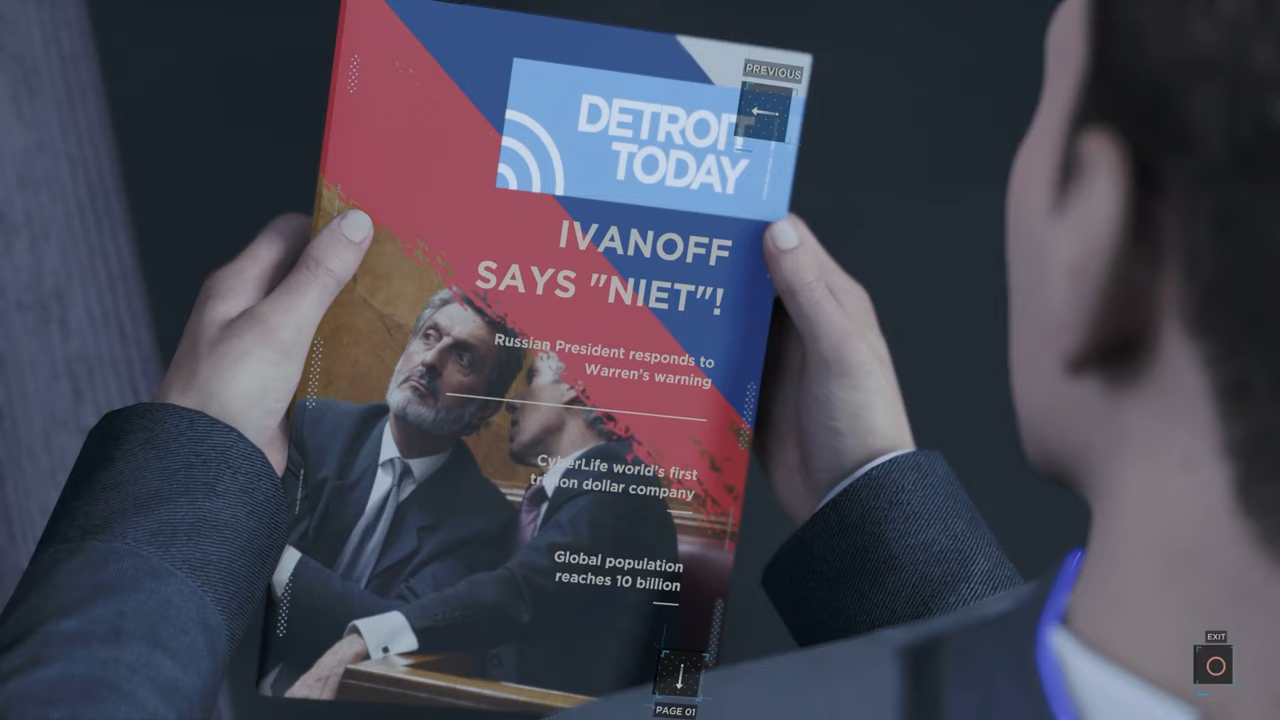 PREVIOUS
DETROIT
TODAY
IVANOFF
SAYS "NIET"!
Russian President responds to
Warren's warning
CyberLife world's first
trillion dollar company
Global population
reaches 10 billion
PAGE 01
EXIT